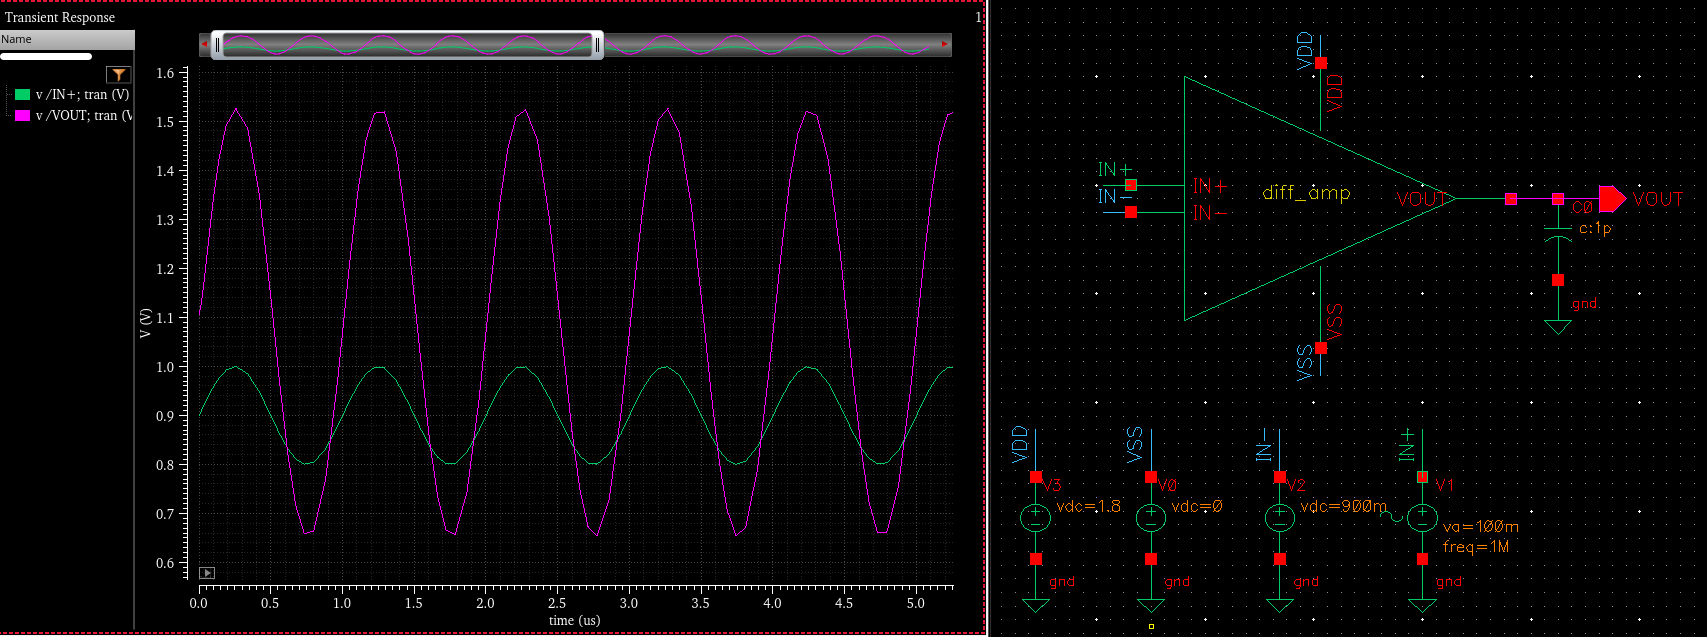 Transient Response
1
Name
v /IN+; tran (V)
v /VOUT; tran (V
V (V)
1.6
1.5
1.4
1.3
1.2
1.1
1.0
0.9
0.8
0.7
0.6
0.0 0.5 1.0 1.5 2.0 2.5 3.0 3.5 4.0 4.5 5.0
time (us)
VDD
VDD
IN+
IN-
IN+
IN-
diff_amp
VOUT
VOUT
C0
c:1p
gnd
VSS
VSS
VDD
V3
vdc=1.8
gnd
VSS
V0
vdc=0
gnd
IN-
V2
vdc=900m
gnd
IN+
V1
va=100m
freq=1M
gnd